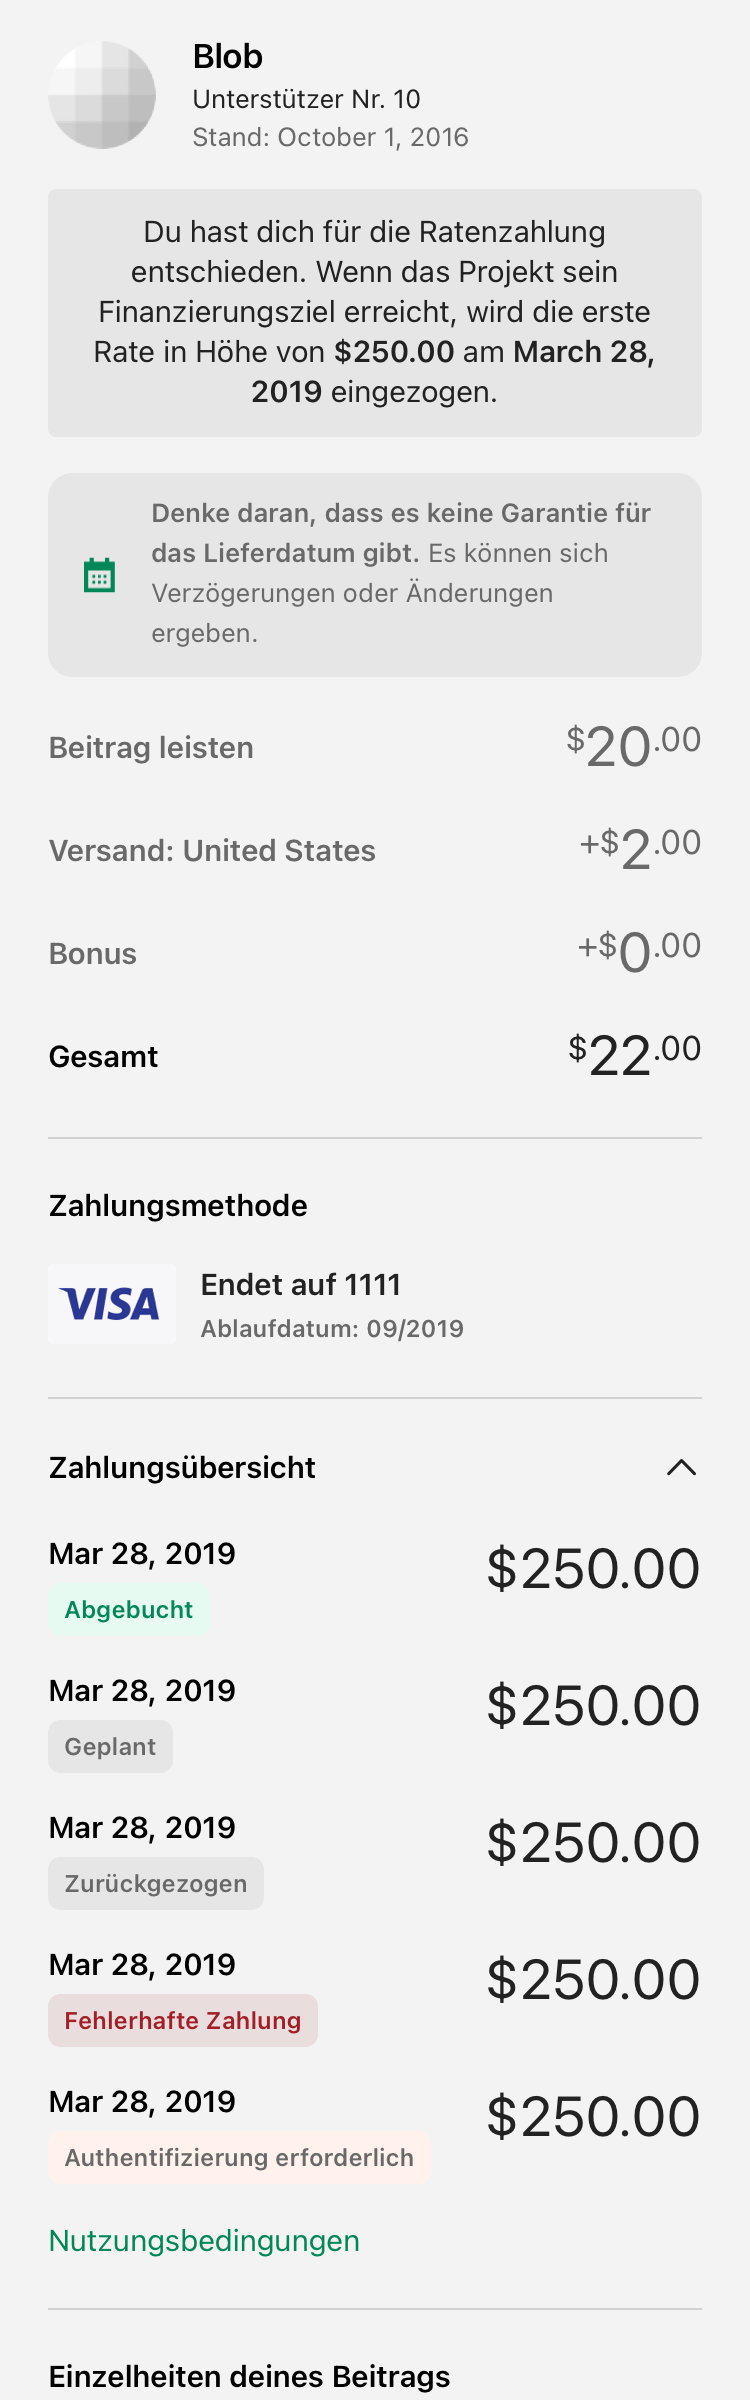 Blob
Unterstützer Nr. 10
Stand: October 1, 2016
Du hast dich für die Ratenzahlung
entschieden. Wenn das Projekt sein
Finanzierungsziel erreicht, wird die erste
Rate in Höhe von $250.00 am March 28,
2019 eingezogen.
Denke daran, dass es keine Garantie für
das Lieferdatum gibt. Es können sich
Verzögerungen oder Änderungen
ergeben.
Beitrag leisten $20.00
Versand: United States +$2.00
Bonus +$0.00
Gesamt $22.00
Zahlungsmethode
VISA
Endet auf 1111
Ablaufdatum: 09/2019
Zahlungsübersicht
Mar 28, 2019 $250.00
Abgebucht
Mar 28, 2019 $250.00
Geplant
Mar 28, 2019 $250.00
Zurückgezogen
Mar 28, 2019 $250.00
Fehlerhafte Zahlung
Mar 28, 2019 $250.00
Authentifizierung erforderlich
Nutzungsbedingungen
Einzelheiten deines Beitrags